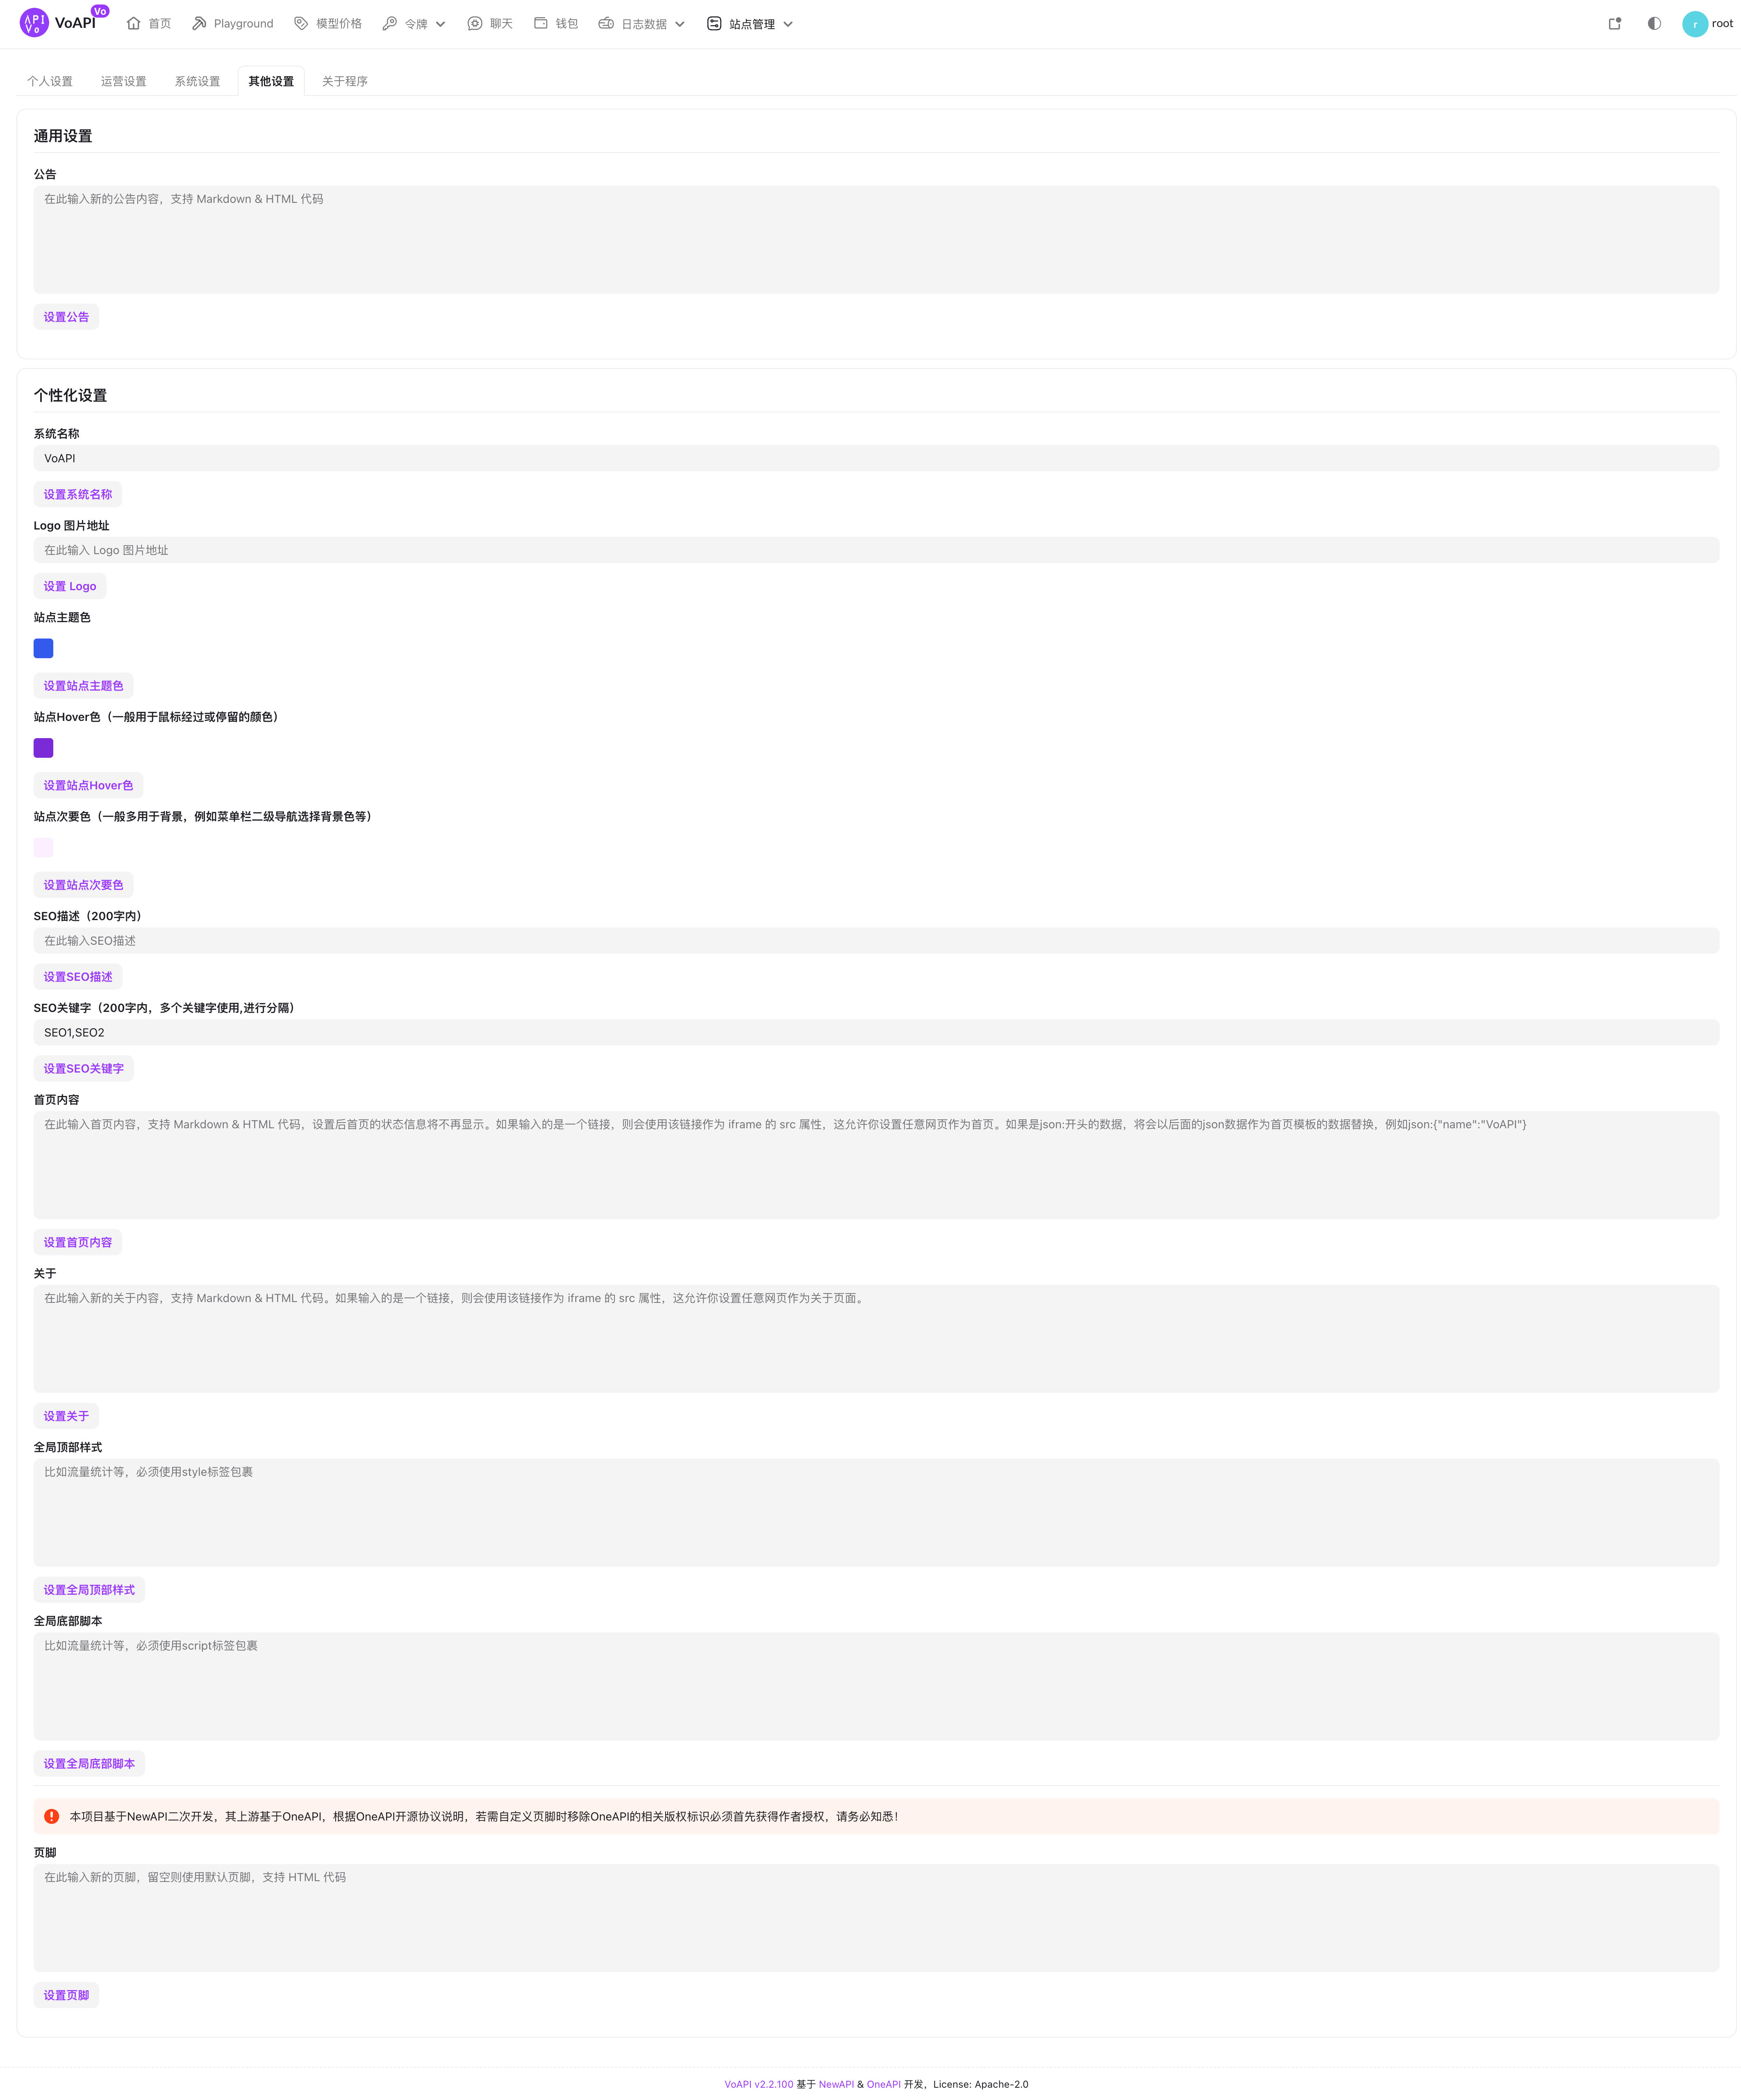 API Vo VoAPI Vo 首页 Playground 模型价格 令牌 聊天 钱包 日志数据 站点管理 r root
个人设置 运营设置 系统设置 其他设置 关于程序
通用设置
公告
在此输入新的公告内容，支持 Markdown & HTML 代码
设置公告
个性化设置
系统名称
VoAPI
设置系统名称
Logo 图片地址
在此输入 Logo 图片地址
设置 Logo
站点主题色
设置站点主题色
站点Hover色（一般用于鼠标经过或停留的颜色）
设置站点Hover色
站点次要色（一般多用于背景，例如菜单栏二级导航选择背景色等）
设置站点次要色
SEO描述（200字内）
在此输入SEO描述
设置SEO描述
SEO关键字（200字内，多个关键字使用,进行分隔）
SEO1,SEO2
设置SEO关键字
首页内容
在此输入首页内容，支持 Markdown & HTML 代码，设置后首页的状态信息将不再显示。如果输入的是一个链接，则会使用该链接作为 iframe 的 src 属性，这允许你设置任意网页作为首页。如果是json:开头的数据，将会以后面的json数据作为首页模板的数据替换，例如json:{"name":"VoAPI"}
设置首页内容
关于
在此输入新的关于内容，支持 Markdown & HTML 代码。如果输入的是一个链接，则会使用该链接作为 iframe 的 src 属性，这允许你设置任意网页作为关于页面。
设置关于
全局顶部样式
比如流量统计等，必须使用style标签包裹
设置全局顶部样式
全局底部脚本
比如流量统计等，必须使用script标签包裹
设置全局底部脚本
本项目基于NewAPI二次开发，其上游基于OneAPI，根据OneAPI开源协议说明，若需自定义页脚时移除OneAPI的相关版权标识必须首先获得作者授权，请务必知悉！
页脚
在此输入新的页脚，留空则使用默认页脚，支持 HTML 代码
设置页脚
VoAPI v2.2.100 基于 NewAPI & OneAPI 开发，License: Apache-2.0